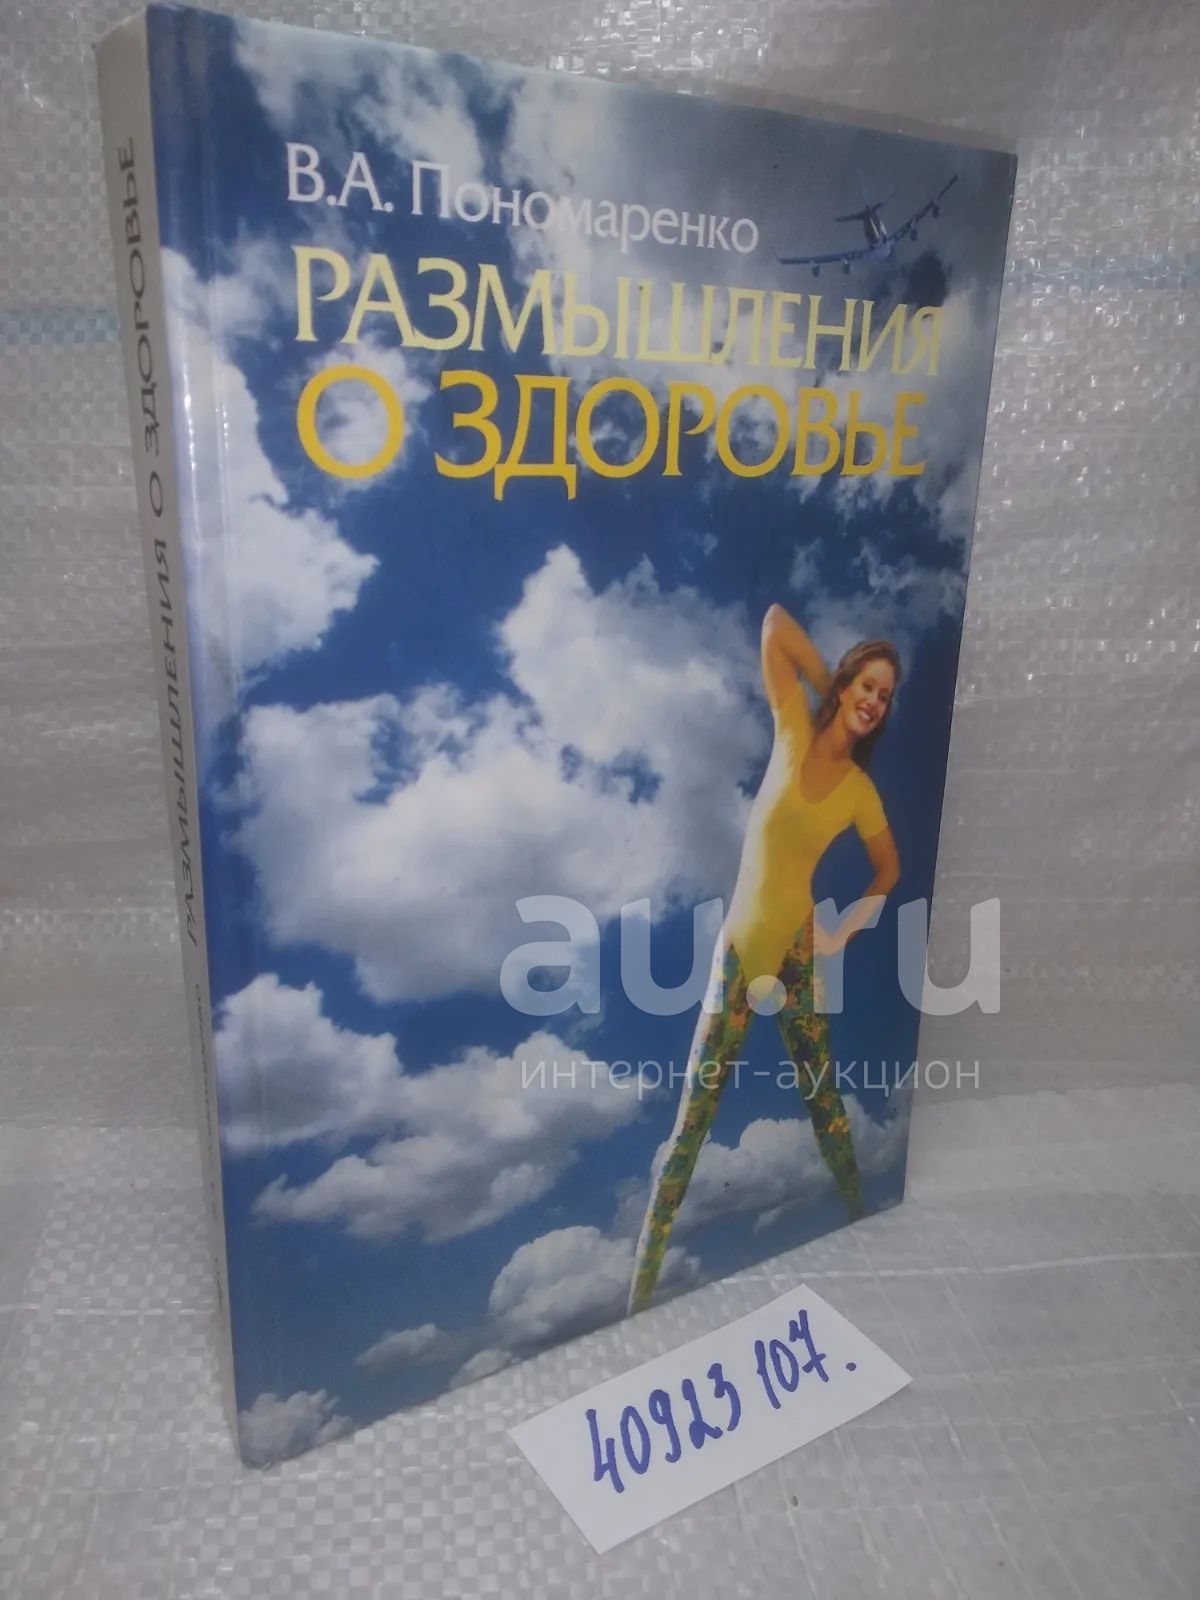 В.А. Пономаренко
РАЗМЫШЛЕНИЯ
О ЗДОРОВЬЕ
РАЗМЫШЛЕНИЯ О ЗДОРОВЬЕ
au.ru
интернет-аукцион
40923 107.